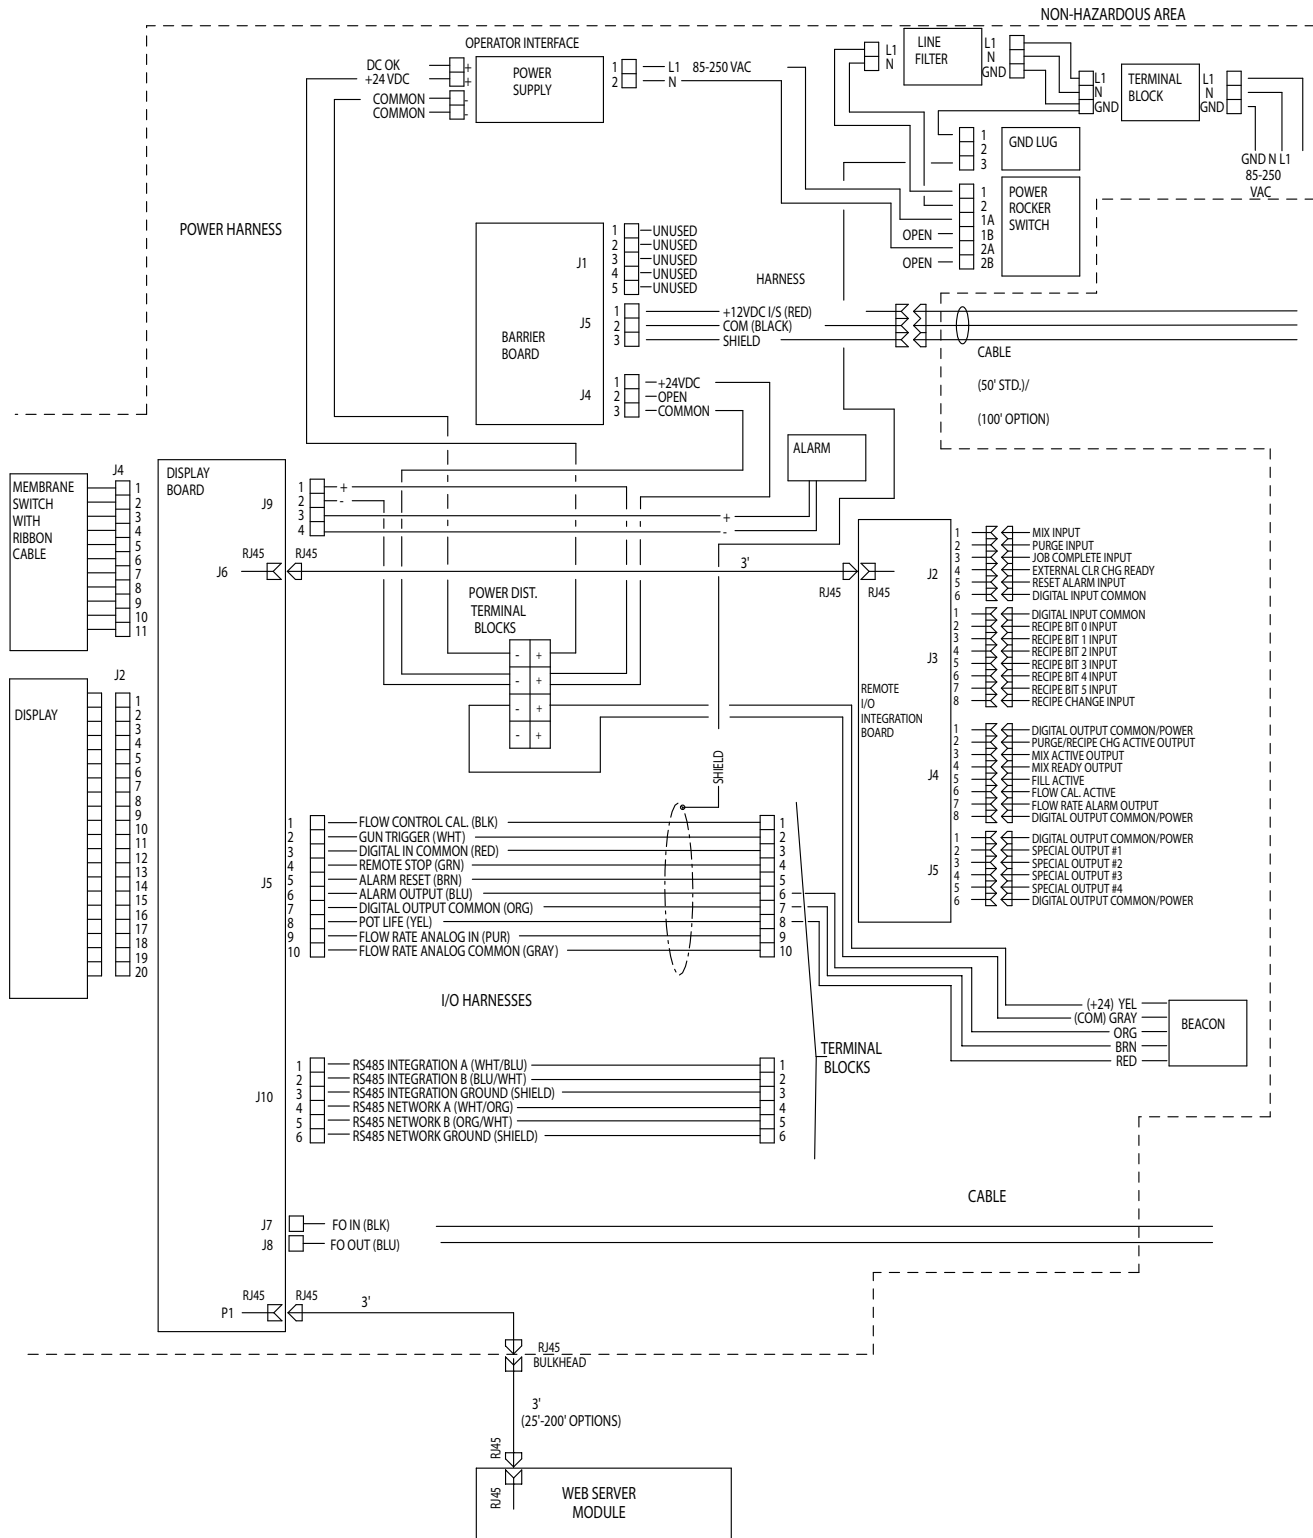 NON-HAZARDOUS AREA
OPERATOR INTERFACE
DC OK
+24 VDC
COMMON
COMMON
+
+
-
-
POWER
SUPPLY
1
2
L1 85-250 VAC
N
L1
N
LINE
FILTER
L1
N
GND
L1
N
GND
TERMINAL
BLOCK
L1
N
GND
GND N L1
85-250
VAC
1
2
3
GND LUG
1
2
1A
1B
2A
2B
OPEN
OPEN
POWER
ROCKER
SWITCH
POWER HARNESS
BARRIER
BOARD
J1
1 UNUSED
2 UNUSED
3 UNUSED
4 UNUSED
5 UNUSED
HARNESS
J5
1 +12VDC I/S (RED)
2 COM (BLACK)
3 SHIELD
CABLE
(50' STD.)/
(100' OPTION)
J4
1 +24VDC
2 OPEN
3 COMMON
ALARM
+
-
MEMBRANE
SWITCH
WITH
RIBBON
CABLE
J4
1
2
3
4
5
6
7
8
9
10
11
DISPLAY
BOARD
J9
1 +
2 -
3
4
J6
RJ45
RJ45
3'
RJ45
RJ45
POWER DIST.
TERMINAL
BLOCKS
- +
- +
- +
- +
SHIELD
DISPLAY
J2
1
2
3
4
5
6
7
8
9
10
11
12
13
14
15
16
17
18
19
20
REMOTE
I/O
INTEGRATION
BOARD
J2
1 MIX INPUT
2 PURGE INPUT
3 JOB COMPLETE INPUT
4 EXTERNAL CLR CHG READY
5 RESET ALARM INPUT
6 DIGITAL INPUT COMMON
J3
1 DIGITAL INPUT COMMON
2 RECIPE BIT 0 INPUT
3 RECIPE BIT 1 INPUT
4 RECIPE BIT 2 INPUT
5 RECIPE BIT 3 INPUT
6 RECIPE BIT 4 INPUT
7 RECIPE BIT 5 INPUT
8 RECIPE CHANGE INPUT
J4
1 DIGITAL OUTPUT COMMON/POWER
2 PURGE/RECIPE CHG ACTIVE OUTPUT
3 MIX ACTIVE OUTPUT
4 MIX READY OUTPUT
5 FILL ACTIVE
6 FLOW CAL. ACTIVE
7 FLOW RATE ALARM OUTPUT
8 DIGITAL OUTPUT COMMON/POWER
J5
1 DIGITAL OUTPUT COMMON/POWER
2 SPECIAL OUTPUT #1
3 SPECIAL OUTPUT #2
4 SPECIAL OUTPUT #3
5 SPECIAL OUTPUT #4
6 DIGITAL OUTPUT COMMON/POWER
J5
1 FLOW CONTROL CAL. (BLK) 1
2 GUN TRIGGER (WHT) 2
3 DIGITAL IN COMMON (RED) 3
4 REMOTE STOP (GRN) 4
5 ALARM RESET (BRN) 5
6 ALARM OUTPUT (BLU) 6
7 DIGITAL OUTPUT COMMON (ORG) 7
8 POT LIFE (YEL) 8
9 FLOW RATE ANALOG IN (PUR) 9
10 FLOW RATE ANALOG COMMON (GRAY) 10
I/O HARNESSES
(+24) YEL
(COM) GRAY
ORG
BRN
RED
BEACON
TERMINAL
BLOCKS
J10
1 RS485 INTEGRATION A (WHT/BLU) 1
2 RS485 INTEGRATION B (BLU/WHT) 2
3 RS485 INTEGRATION GROUND (SHIELD) 3
4 RS485 NETWORK A (WHT/ORG) 4
5 RS485 NETWORK B (ORG/WHT) 5
6 RS485 NETWORK GROUND (SHIELD) 6
CABLE
J7 FO IN (BLK)
J8 FO OUT (BLU)
P1
RJ45
RJ45
3'
RJ45
BULKHEAD
3'
(25'-200' OPTIONS)
RJ45
RJ45
WEB SERVER
MODULE